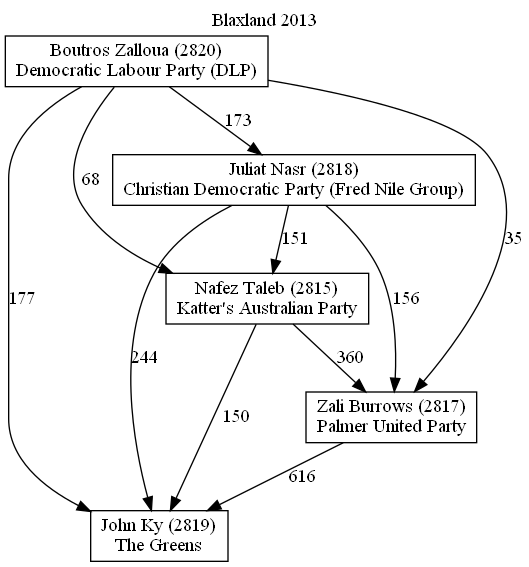 Blaxland 2013
Boutros Zalloua (2820)
Democratic Labour Party (DLP)
173
Juliat Nasr (2818)
Christian Democratic Party (Fred Nile Group)
68
151
35
Nafez Taleb (2815)
Katter's Australian Party
177
156
244
360
Zali Burrows (2817)
Palmer United Party
150
616
John Ky (2819)
The Greens